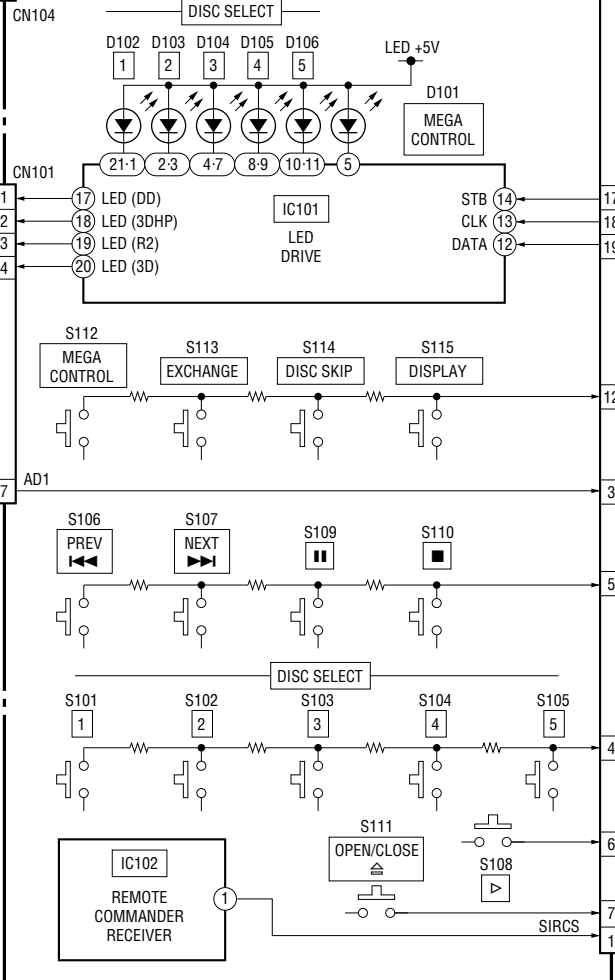 CN104
DISC SELECT
D102 D103 D104 D105 D106
1 2 3 4 5
LED +5V
D101
MEGA
CONTROL
CN101
21·1 2·3 4·7 8·9 10·11 5
1 17 LED (DD)
2 18 LED (3DHP)
3 19 LED (R2)
4 20 LED (3D)
IC101
LED
DRIVE
STB 14 17
CLK 13 18
DATA 12 19
S112 S113 S114 S115
MEGA
CONTROL
EXCHANGE DISC SKIP DISPLAY
12
7 AD1 3
S106 S107 S109 S110
PREV NEXT
5
DISC SELECT
S101 S102 S103 S104 S105
1 2 3 4 5
4
S111
OPEN/CLOSE
6
S108
7
IC102
REMOTE
COMMANDER
RECEIVER
1
SIRCS
1